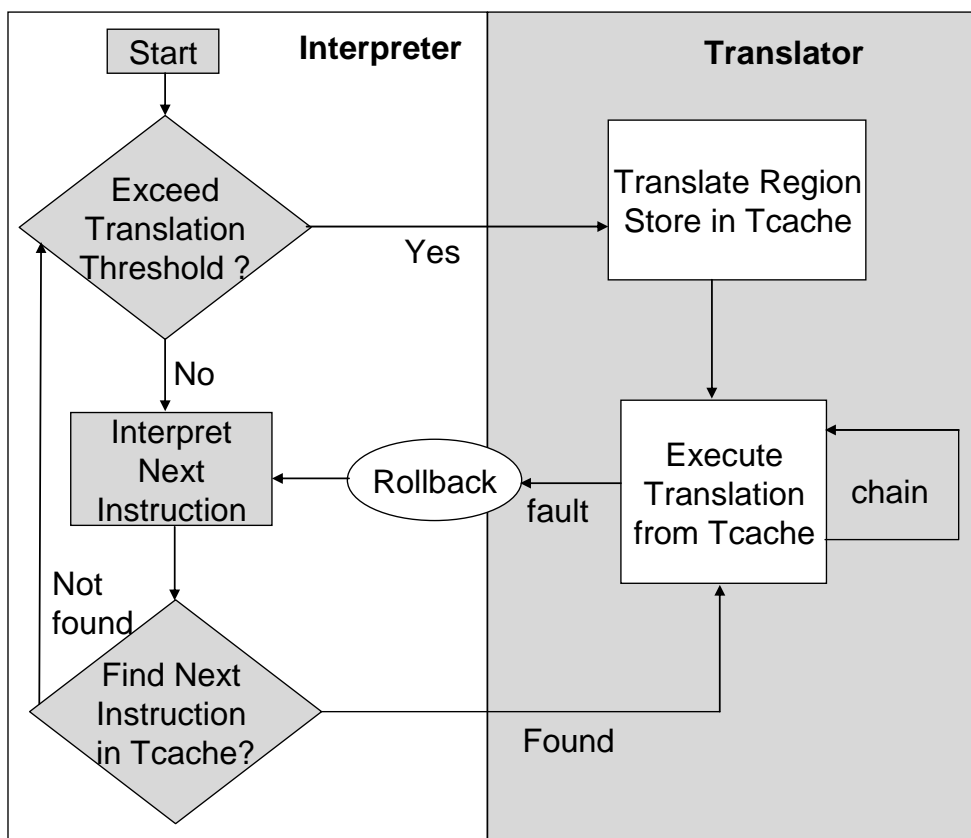 Start
Interpreter
Translator
Exceed
Translation
Threshold ?
Yes
Translate Region
Store in Tcache
No
Interpret
Next
Instruction
Rollback
fault
Execute
Translation
from Tcache
chain
Not
found
Find Next
Instruction
in Tcache?
Found